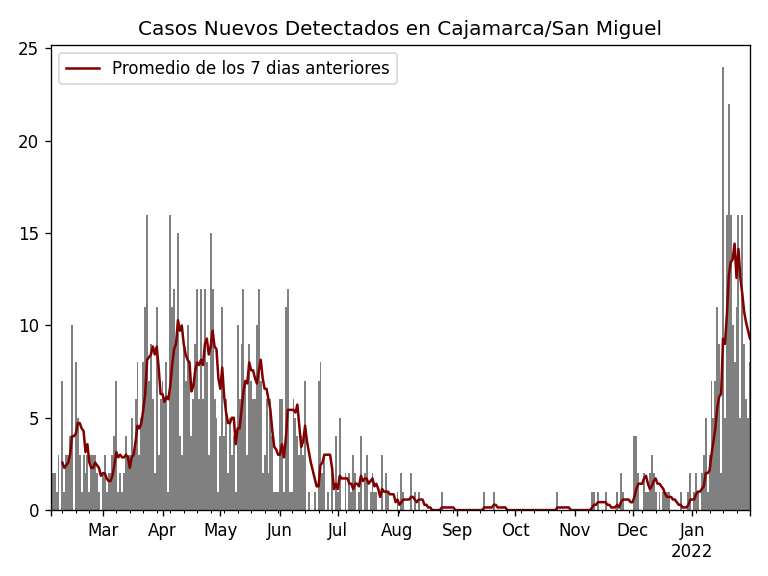 Casos Nuevos Detectados en Cajamarca/San Miguel
Promedio de los 7 dias anteriores
25
20
15
10
5
0
Mar Apr May Jun Jul Aug Sep Oct Nov Dec Jan
2022